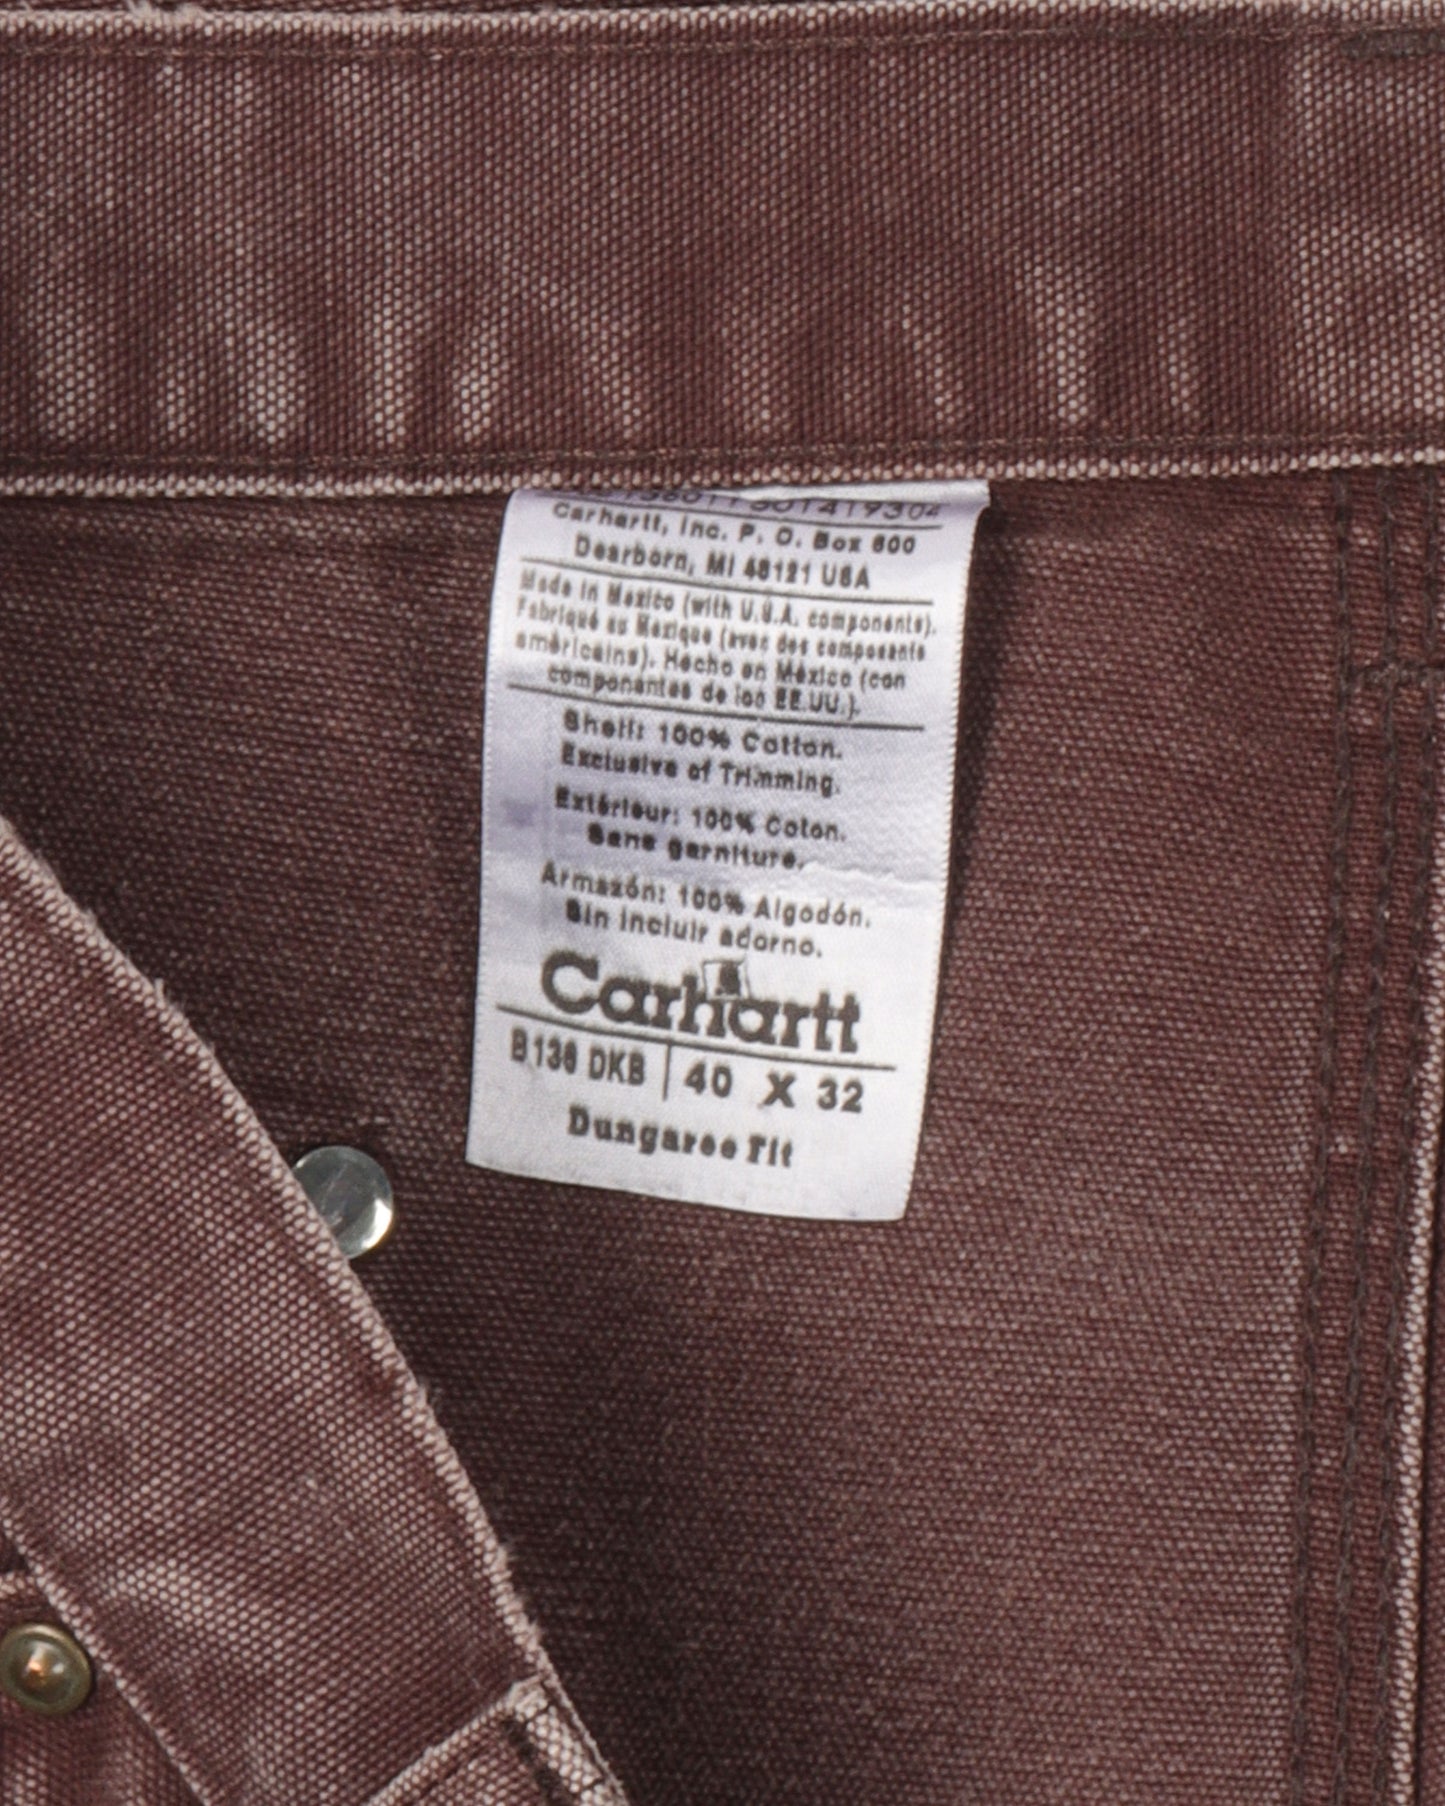 Carhartt, Inc. P. O. Box 600
Dearborn, MI 48121 USA
Made in Mexico (with U.S.A. components).
Fabriqué au Mexique (avec des composants
américains). Hecho en México (con
componentes de los EE.UU.).
Shell: 100% Cotton.
Exclusive of Trimming.
Extérieur: 100% Coton.
Sans garniture.
Armazón: 100% Algodón.
Sin incluir adorno.
Carhartt
B136 DKB | 40 X 32
Dungaree Fit